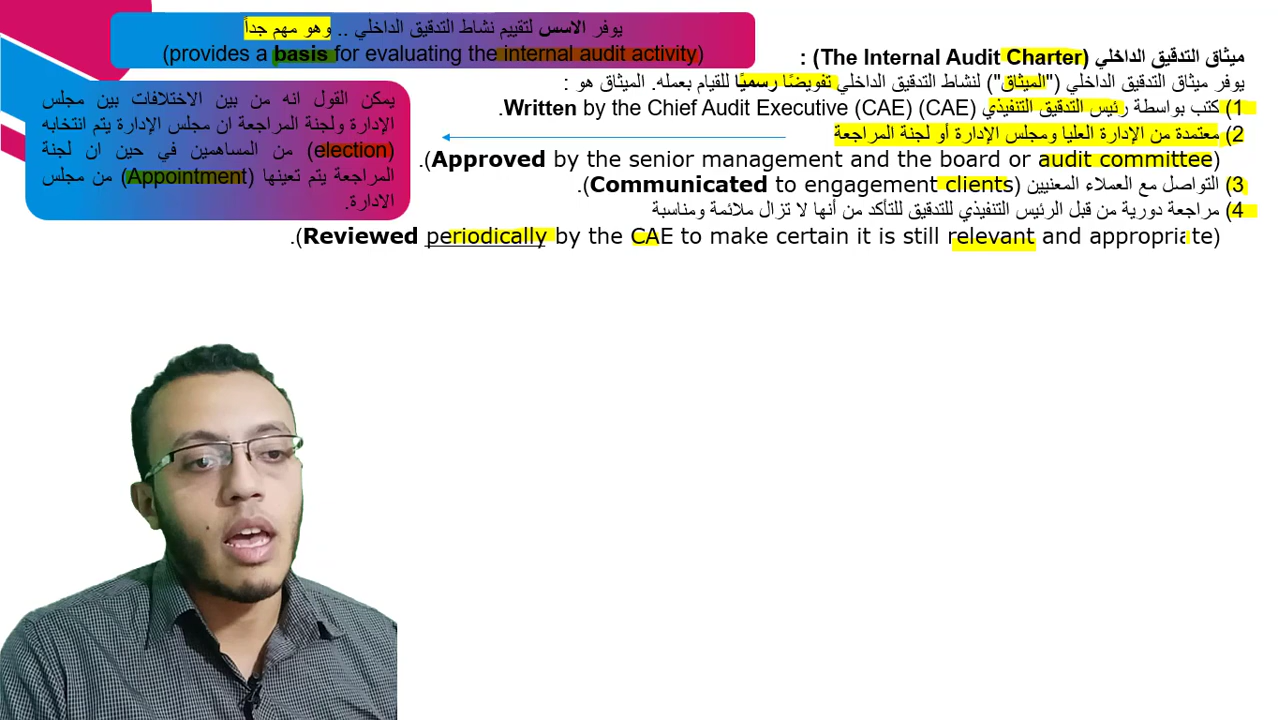 يوفر الاسس لتقييم نشاط التدقيق الداخلي .. وهو مهم جداً
(provides a basis for evaluating the internal audit activity)
ميثاق التدقيق الداخلي (The Internal Audit Charter) :
يوفر ميثاق التدقيق الداخلي ("الميثاق") لنشاط التدقيق الداخلي تفويضًا رسميًا للقيام بعمله. الميثاق هو :
1) كتب بواسطة رئيس التدقيق التنفيذي (CAE) (Written by the Chief Audit Executive (CAE.
2) معتمدة من الإدارة العليا ومجلس الإدارة أو لجنة المراجعة
(Approved by the senior management and the board or audit committee).
3) التواصل مع العملاء المعنيين (Communicated to engagement clients).
4) مراجعة دورية من قبل الرئيس التنفيذي للتدقيق للتأكد من أنها لا تزال ملائمة ومناسبة
(Reviewed periodically by the CAE to make certain it is still relevant and appropriate).
يمكن القول انه من بين الاختلافات بين مجلس
الإدارة ولجنة المراجعة ان مجلس الإدارة يتم انتخابه
(election) من المساهمين في حين ان لجنة
المراجعة يتم تعينها (Appointment) من مجلس
الادارة.